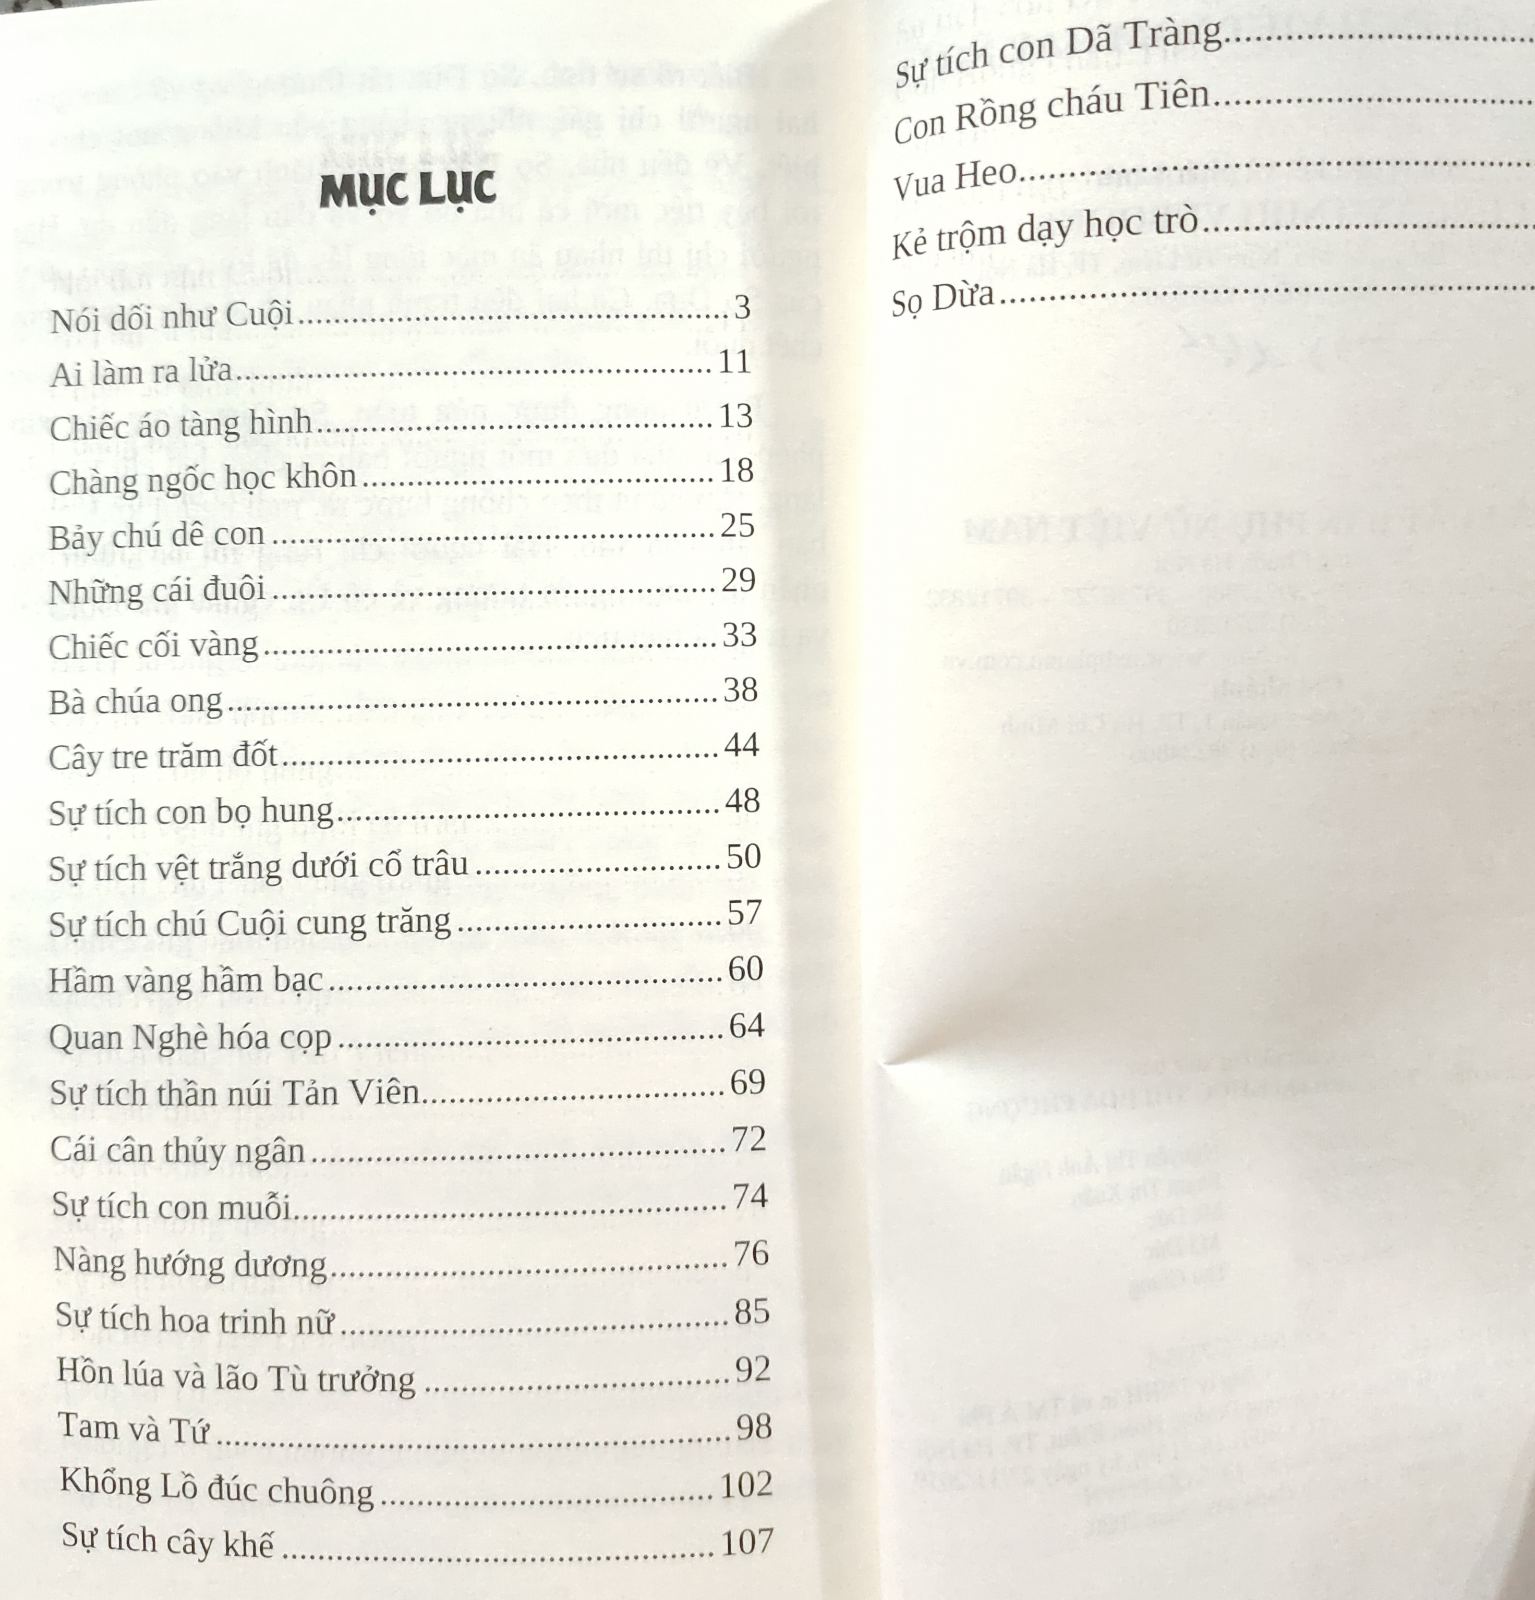 MỤC LỤC
Nói dối như Cuội................................................3
Ai làm ra lửa......................................................11
Chiếc áo tàng hình.............................................13
Chàng ngốc học khôn........................................18
Bảy chú dê con ..................................................25
Những cái đuôi ..................................................29
Chiếc cối vàng...................................................33
Bà chúa ong.......................................................38
Cây tre trăm đốt.................................................44
Sự tích con bọ hung...........................................48
Sự tích vệt trắng dưới cổ trâu ...........................50
Sự tích chú Cuội cung trăng..............................57
Hầm vàng hầm bạc............................................60
Quan Nghè hóa cọp ...........................................64
Sự tích thần núi Tản Viên..................................69
Cái cân thủy ngân ..............................................72
Sự tích con muỗi................................................74
Nàng hướng dương............................................76
Sự tích hoa trinh nữ ...........................................85
Hồn lúa và lão Tù trưởng ..................................92
Tam và Tứ .........................................................98
Khổng Lồ đúc chuông .....................................102
Sự tích cây khế ................................................107
Sự tích con Dã Tràng..................................
Con Rồng cháu Tiên...................................
Vua Heo......................................................
Kẻ trộm dạy học trò....................................
Sọ Dừa........................................................